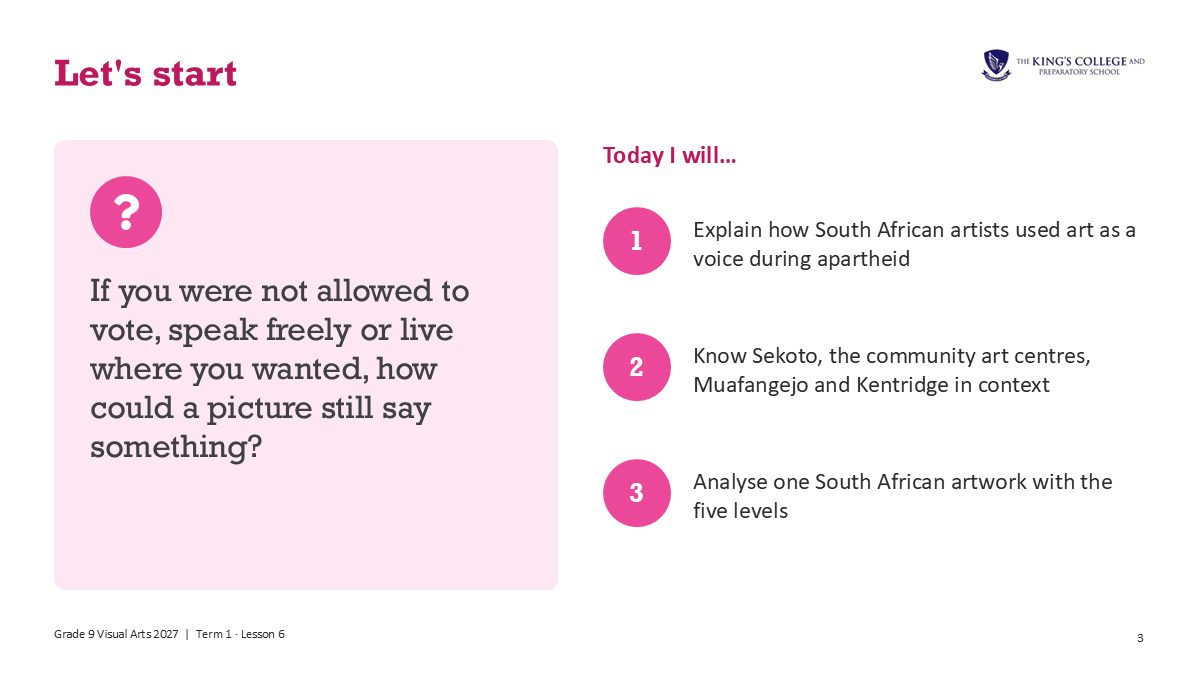 Let's start
THE KING'S COLLEGE AND
PREPARATORY SCHOOL
?
If you were not allowed to
vote, speak freely or live
where you wanted, how
could a picture still say
something?
Today I will...
1
Explain how South African artists used art as a
voice during apartheid
2
Know Sekoto, the community art centres,
Muafangejo and Kentridge in context
3
Analyse one South African artwork with the
five levels
Grade 9 Visual Arts 2027 | Term 1 · Lesson 6
3